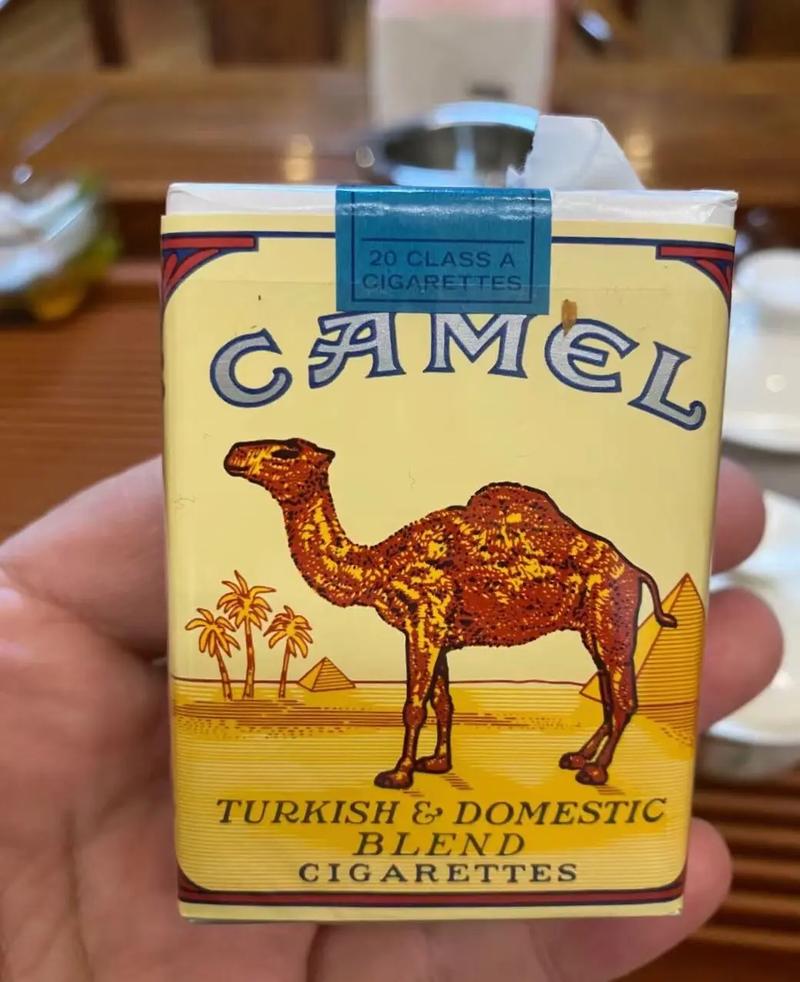 20 CLASS A
CIGARETTES
CAMEL
TURKISH & DOMESTIC
BLEND
CIGARETTES